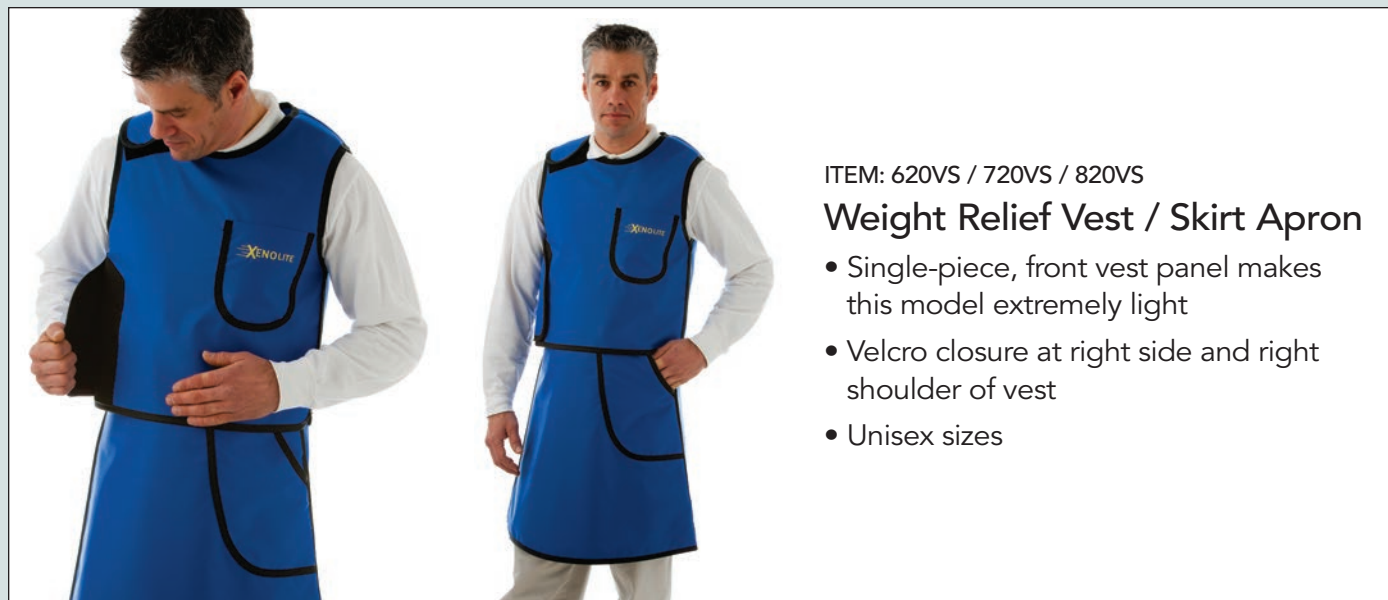 XENOLITE
XENOLITE
ITEM: 620VS / 720VS / 820VS
Weight Relief Vest / Skirt Apron
• Single-piece, front vest panel makes
this model extremely light
• Velcro closure at right side and right
shoulder of vest
• Unisex sizes